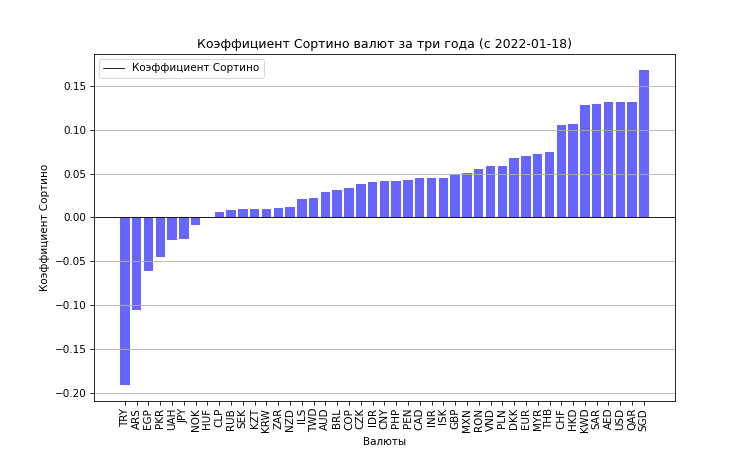 Коэффициент Сортино валют за три года (с 2022-01-18)
Коэффициент Сортино
0.15
0.10
0.05
0.00
−0.05
−0.10
−0.15
−0.20
Коэффициент Сортино
TRY
ARS
EGP
PKR
UAH
JPY
NOK
HUF
CLP
RUB
SEK
KZT
KRW
ZAR
NZD
ILS
TWD
AUD
BRL
COP
CZK
IDR
CNY
PHP
PEN
CAD
INR
ISK
GBP
MXN
RON
VND
PLN
DKK
EUR
MYR
THB
CHF
HKD
KWD
SAR
AED
USD
QAR
SGD
Валюты